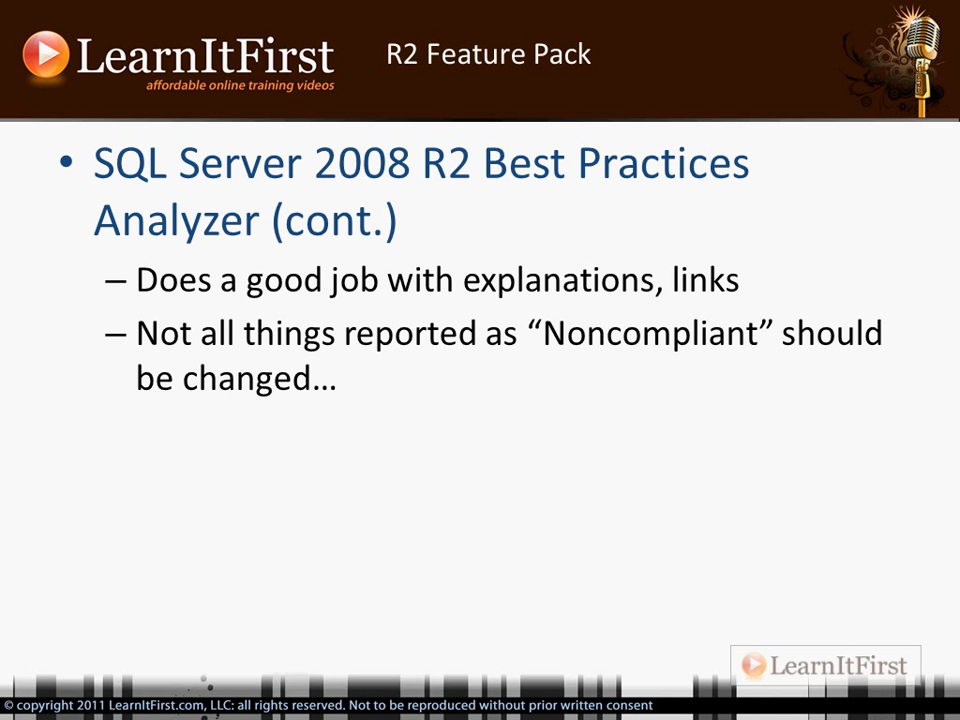 LearnItFirst
affordable online training videos
R2 Feature Pack
• SQL Server 2008 R2 Best Practices
Analyzer (cont.)
– Does a good job with explanations, links
– Not all things reported as “Noncompliant” should
be changed…
LearnItFirst
© copyright 2011 LearnItFirst.com, LLC: all rights reserved. Not to be reproduced without prior written consent